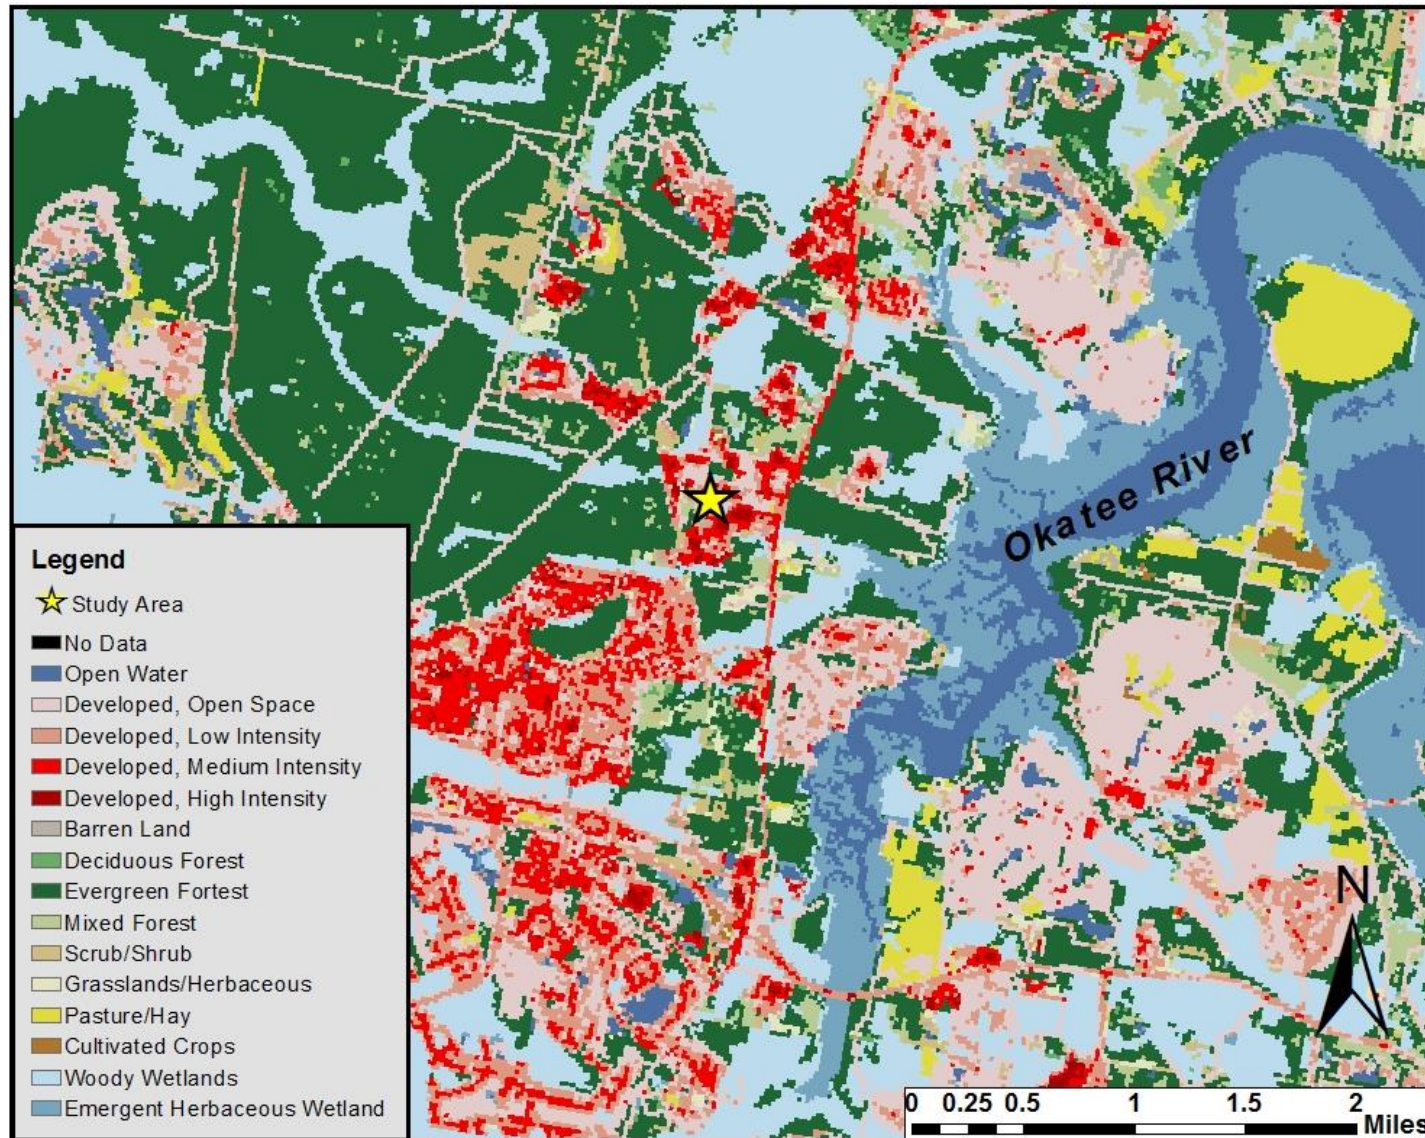 Okatee River
Legend
Study Area
No Data
Open Water
Developed, Open Space
Developed, Low Intensity
Developed, Medium Intensity
Developed, High Intensity
Barren Land
Deciduous Forest
Evergreen Fortest
Mixed Forest
Scrub/Shrub
Grasslands/Herbaceous
Pasture/Hay
Cultivated Crops
Woody Wetlands
Emergent Herbaceous Wetland
N
0 0.25 0.5 1 1.5 2
Miles